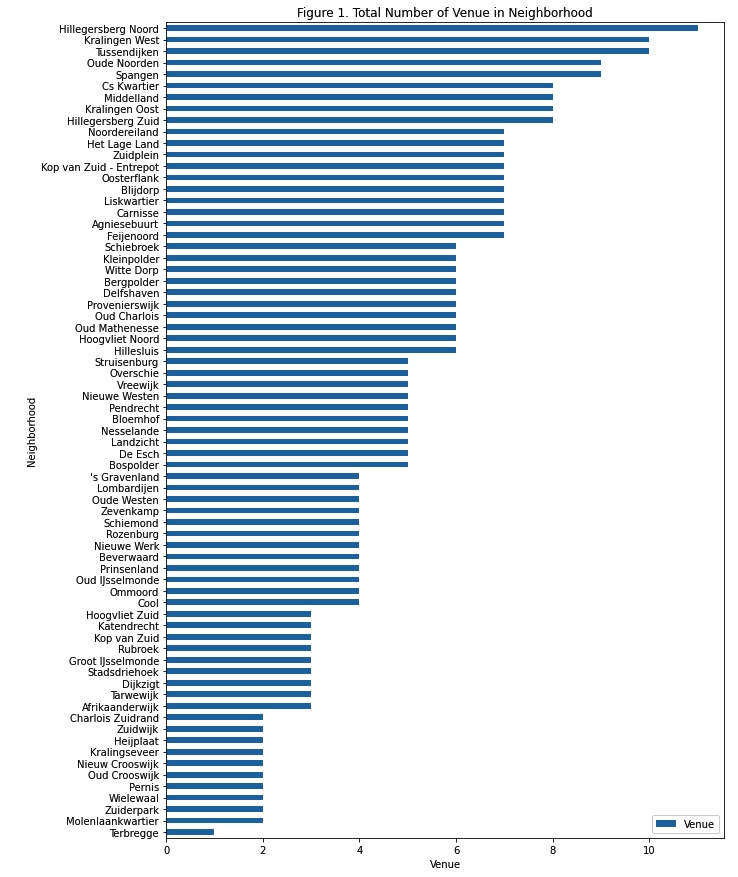 Figure 1. Total Number of Venue in Neighborhood
Hillegersberg Noord
Kralingen West
Tussendijken
Oude Noorden
Spangen
Cs Kwartier
Middelland
Kralingen Oost
Hillegersberg Zuid
Noordereiland
Het Lage Land
Zuidplein
Kop van Zuid - Entrepot
Oosterflank
Blijdorp
Liskwartier
Carnisse
Agniesebuurt
Feijenoord
Schiebroek
Kleinpolder
Witte Dorp
Bergpolder
Delfshaven
Provenierswijk
Oud Charlois
Oud Mathenesse
Hoogvliet Noord
Hillesluis
Struisenburg
Overschie
Vreewijk
Nieuwe Westen
Pendrecht
Bloemhof
Nesselande
Landzicht
De Esch
Bospolder
's Gravenland
Lombardijen
Oude Westen
Zevenkamp
Schiemond
Rozenburg
Nieuwe Werk
Beverwaard
Prinsenland
Oud IJsselmonde
Ommoord
Cool
Hoogvliet Zuid
Katendrecht
Kop van Zuid
Rubroek
Groot IJsselmonde
Stadsdriehoek
Dijkzigt
Tarwewijk
Afrikaanderwijk
Charlois Zuidrand
Zuidwijk
Heijplaat
Kralingseveer
Nieuw Crooswijk
Oud Crooswijk
Pernis
Wielewaal
Zuiderpark
Molenlaankwartier
Terbregge
Neighborhood
Venue
0 2 4 6 8 10
Venue